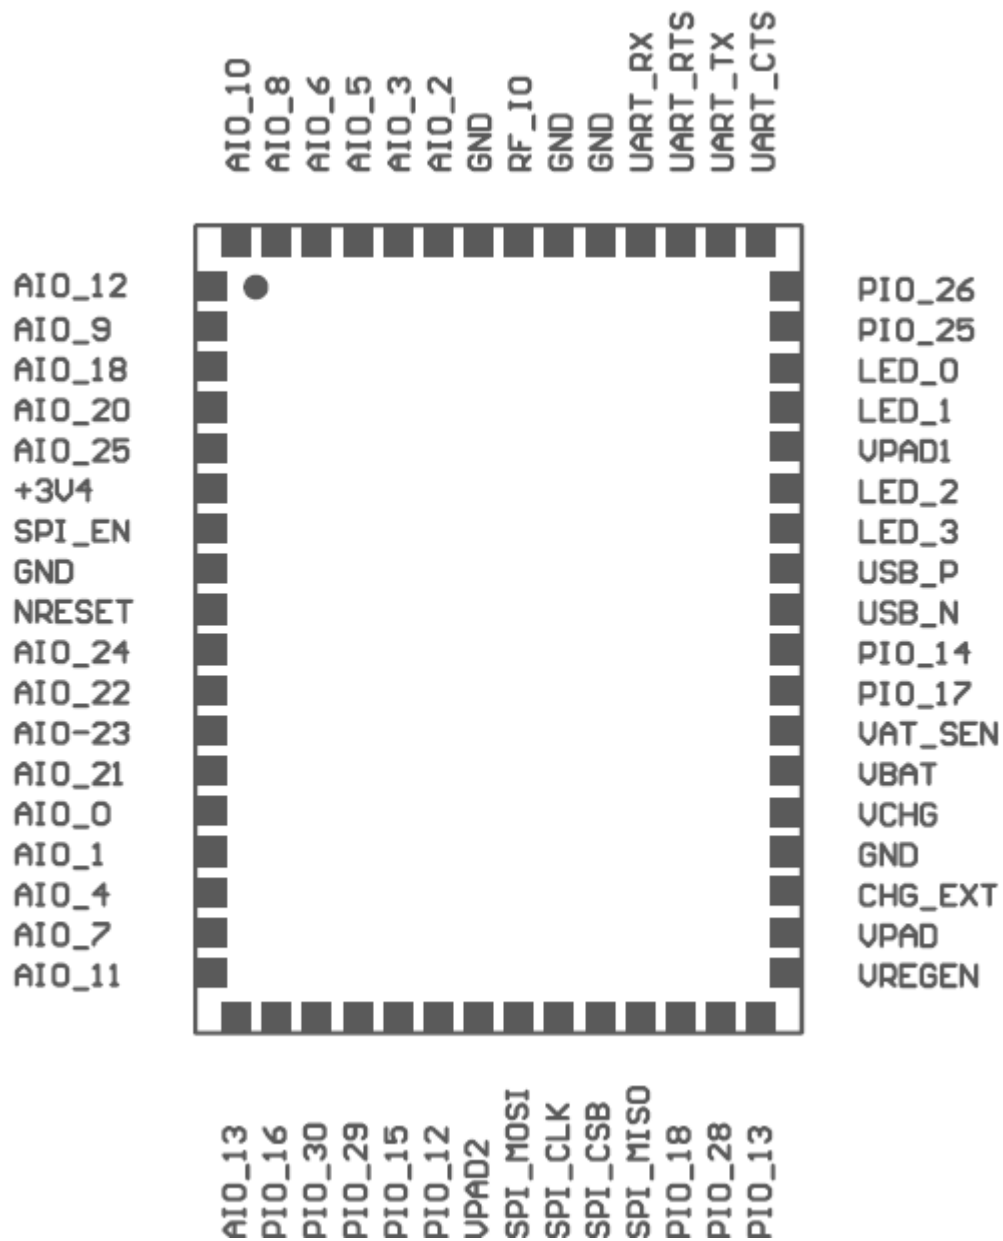 AIO_10
AIO_8
AIO_6
AIO_5
AIO_3
AIO_2
GND
RF_IO
GND
GND
UART_RX
UART_RTS
UART_TX
UART_CTS
AIO_12
AIO_9
AIO_18
AIO_20
AIO_25
+3V4
SPI_EN
GND
NRESET
AIO_24
AIO_22
AIO-23
AIO_21
AIO_0
AIO_1
AIO_4
AIO_7
AIO_11
PIO_26
PIO_25
LED_0
LED_1
VPAD1
LED_2
LED_3
USB_P
USB_N
PIO_14
PIO_17
VAT_SEN
VBAT
VCHG
GND
CHG_EXT
VPAD
VREGEN
AIO_13
PIO_16
PIO_30
PIO_29
PIO_15
PIO_12
VPAD2
SPI_MOSI
SPI_CLK
SPI_CSB
SPI_MISO
PIO_18
PIO_28
PIO_13